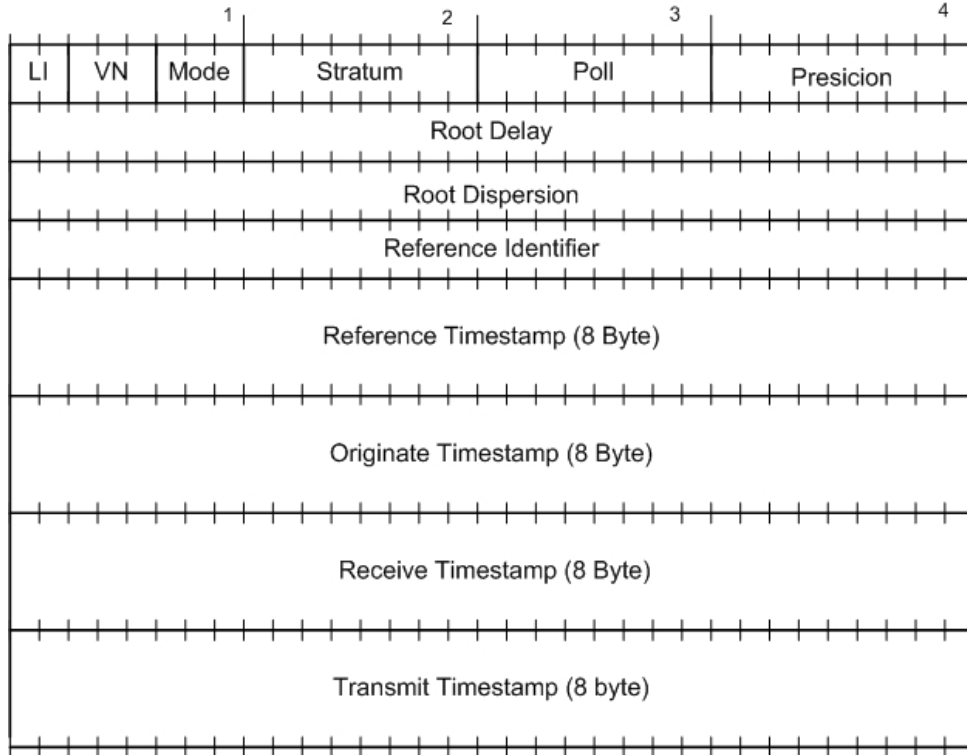 1 2 3 4
LI VN Mode Stratum Poll Presicion
Root Delay
Root Dispersion
Reference Identifier
Reference Timestamp (8 Byte)
Originate Timestamp (8 Byte)
Receive Timestamp (8 Byte)
Transmit Timestamp (8 byte)